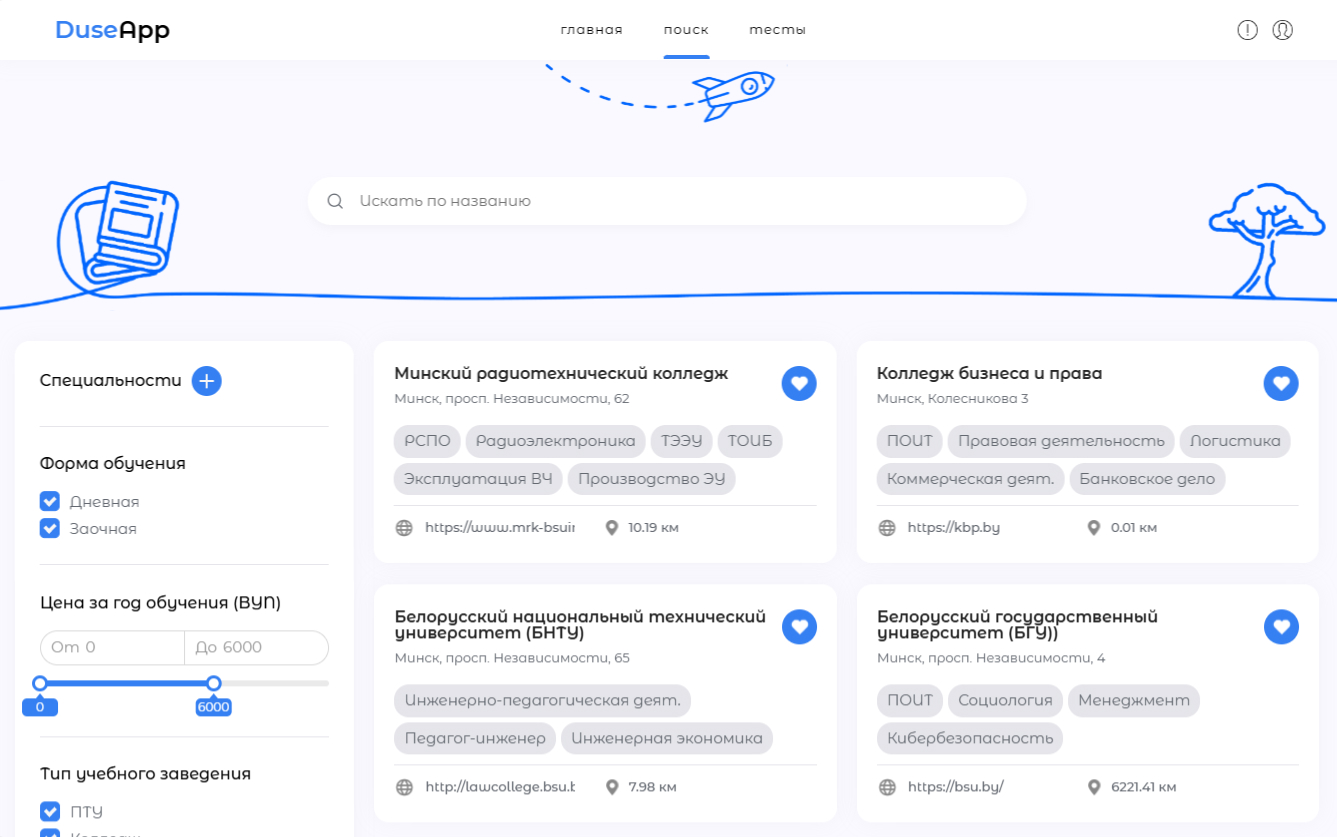 DuseApp
главная поиск тесты
Искать по названию
Специальности
Форма обучения
Дневная
Заочная
Цена за год обучения (BYN)
От 0 До 6000
0 6000
Тип учебного заведения
ПТУ
Колледж
Минский радиотехнический колледж
Минск, просп. Независимости, 62
РСПО Радиоэлектроника ТЭЭУ ТОИБ
Эксплуатация ВЧ Производство ЭУ
https://www.mrk-bsuir 10.19 км
Колледж бизнеса и права
Минск, Колесникова 3
ПОИТ Правовая деятельность Логистика
Коммерческая деят. Банковское дело
https://kbp.by 0.01 км
Белорусский национальный технический
университет (БНТУ)
Минск, просп. Независимости, 65
Инженерно-педагогическая деят.
Педагог-инженер Инженерная экономика
http://lawcollege.bsu.b 7.98 км
Белорусский государственный
университет (БГУ))
Минск, просп. Независимости, 4
ПОИТ Социология Менеджмент
Кибербезопасность
https://bsu.by/ 6221.41 км